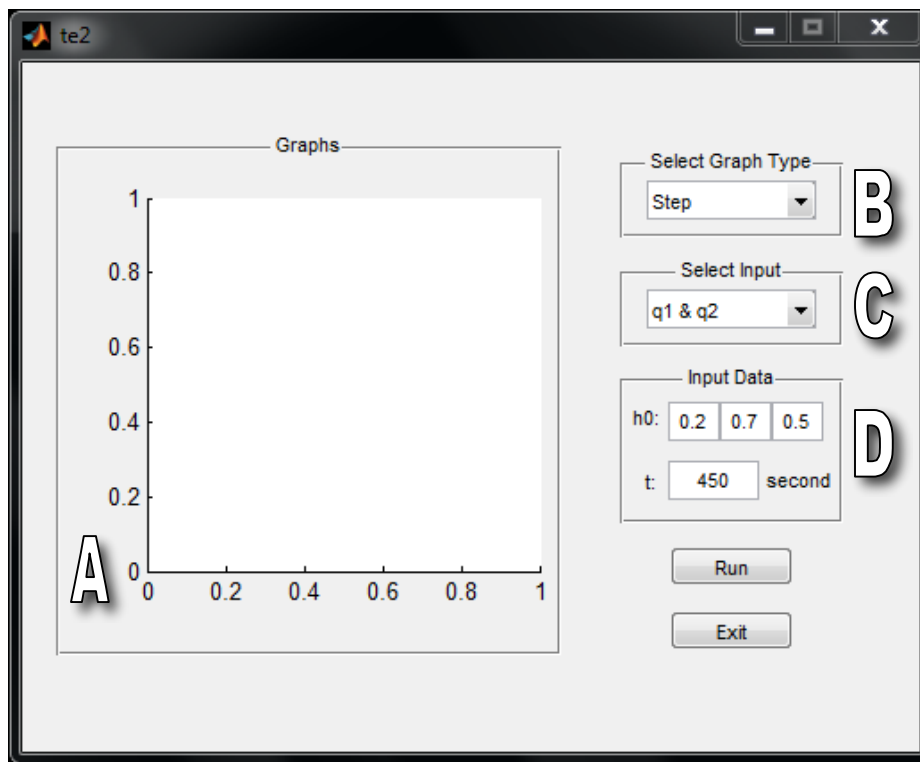 te2
Graphs
1
0.8
0.6
0.4
0.2
0
0 0.2 0.4 0.6 0.8 1
A
Select Graph Type
Step
B
Select Input
q1 & q2
C
Input Data
h0: 0.2 0.7 0.5
t: 450 second
D
Run
Exit